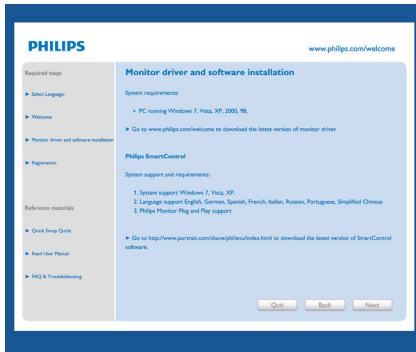 PHILIPS
www.philips.com/welcome
Required steps
Select Language
Welcome
Monitor driver and software installation
Registration
Reference materials
Quick Setup Guide
Read User Manual
FAQ & Troubleshooting
Monitor driver and software installation
System requirements:
• PC running Windows 7, Vista, XP, 2000, 98.
Go to www.philips.com/welcome to download the latest version of monitor driver
Philips SmartControl
System support and requirements:
1. System support Windows 7, Vista, XP,
2. Language support English, German, Spanish, French, Italian, Russian, Portuguese, Simplified Chinese
3. Philips Monitor Plug and Play support
Go to http://www.portrait.com/dtune/phl/enu/index.html to download the latest version of SmartControl
software.
Quit
Back
Next